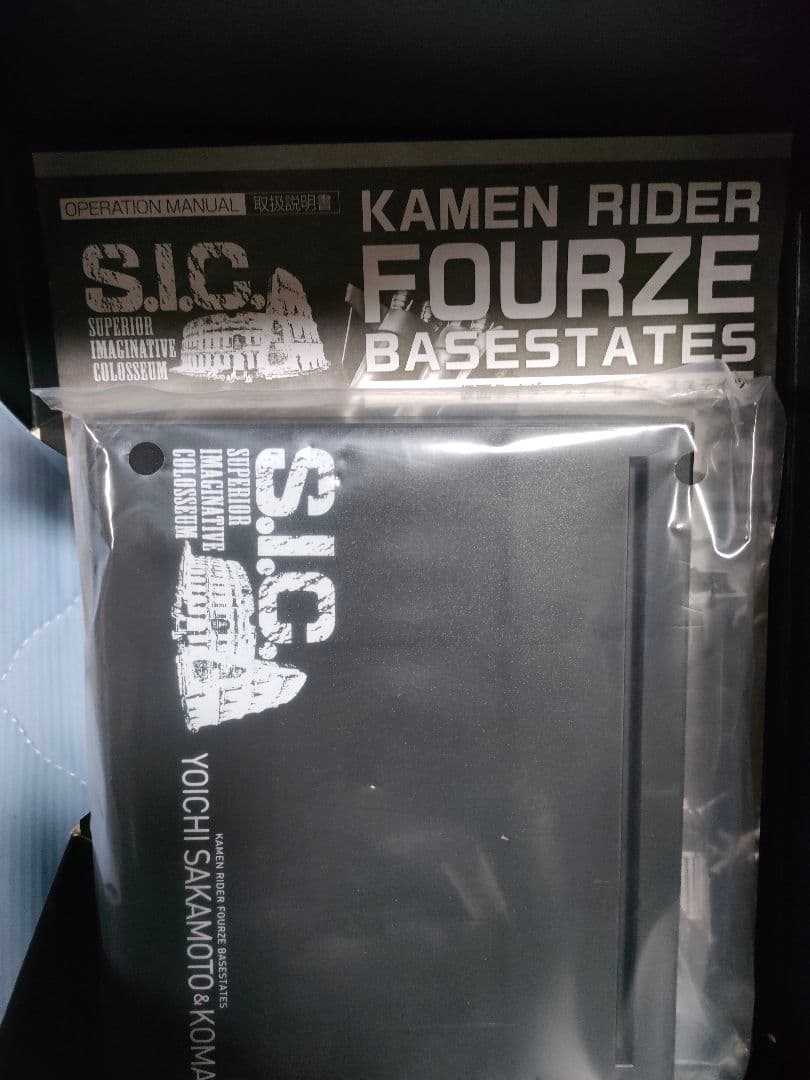 OPERATION MANUAL 取扱説明書
S.I.C.
SUPERIOR
IMAGINATIVE
COLOSSEUM
KAMEN RIDER
FOURZE
BASESTATES
S.I.C.
SUPERIOR
IMAGINATIVE
COLOSSEUM
KAMEN RIDER FOURZE BASESTATES
YOICHI SAKAMOTO & KOMA